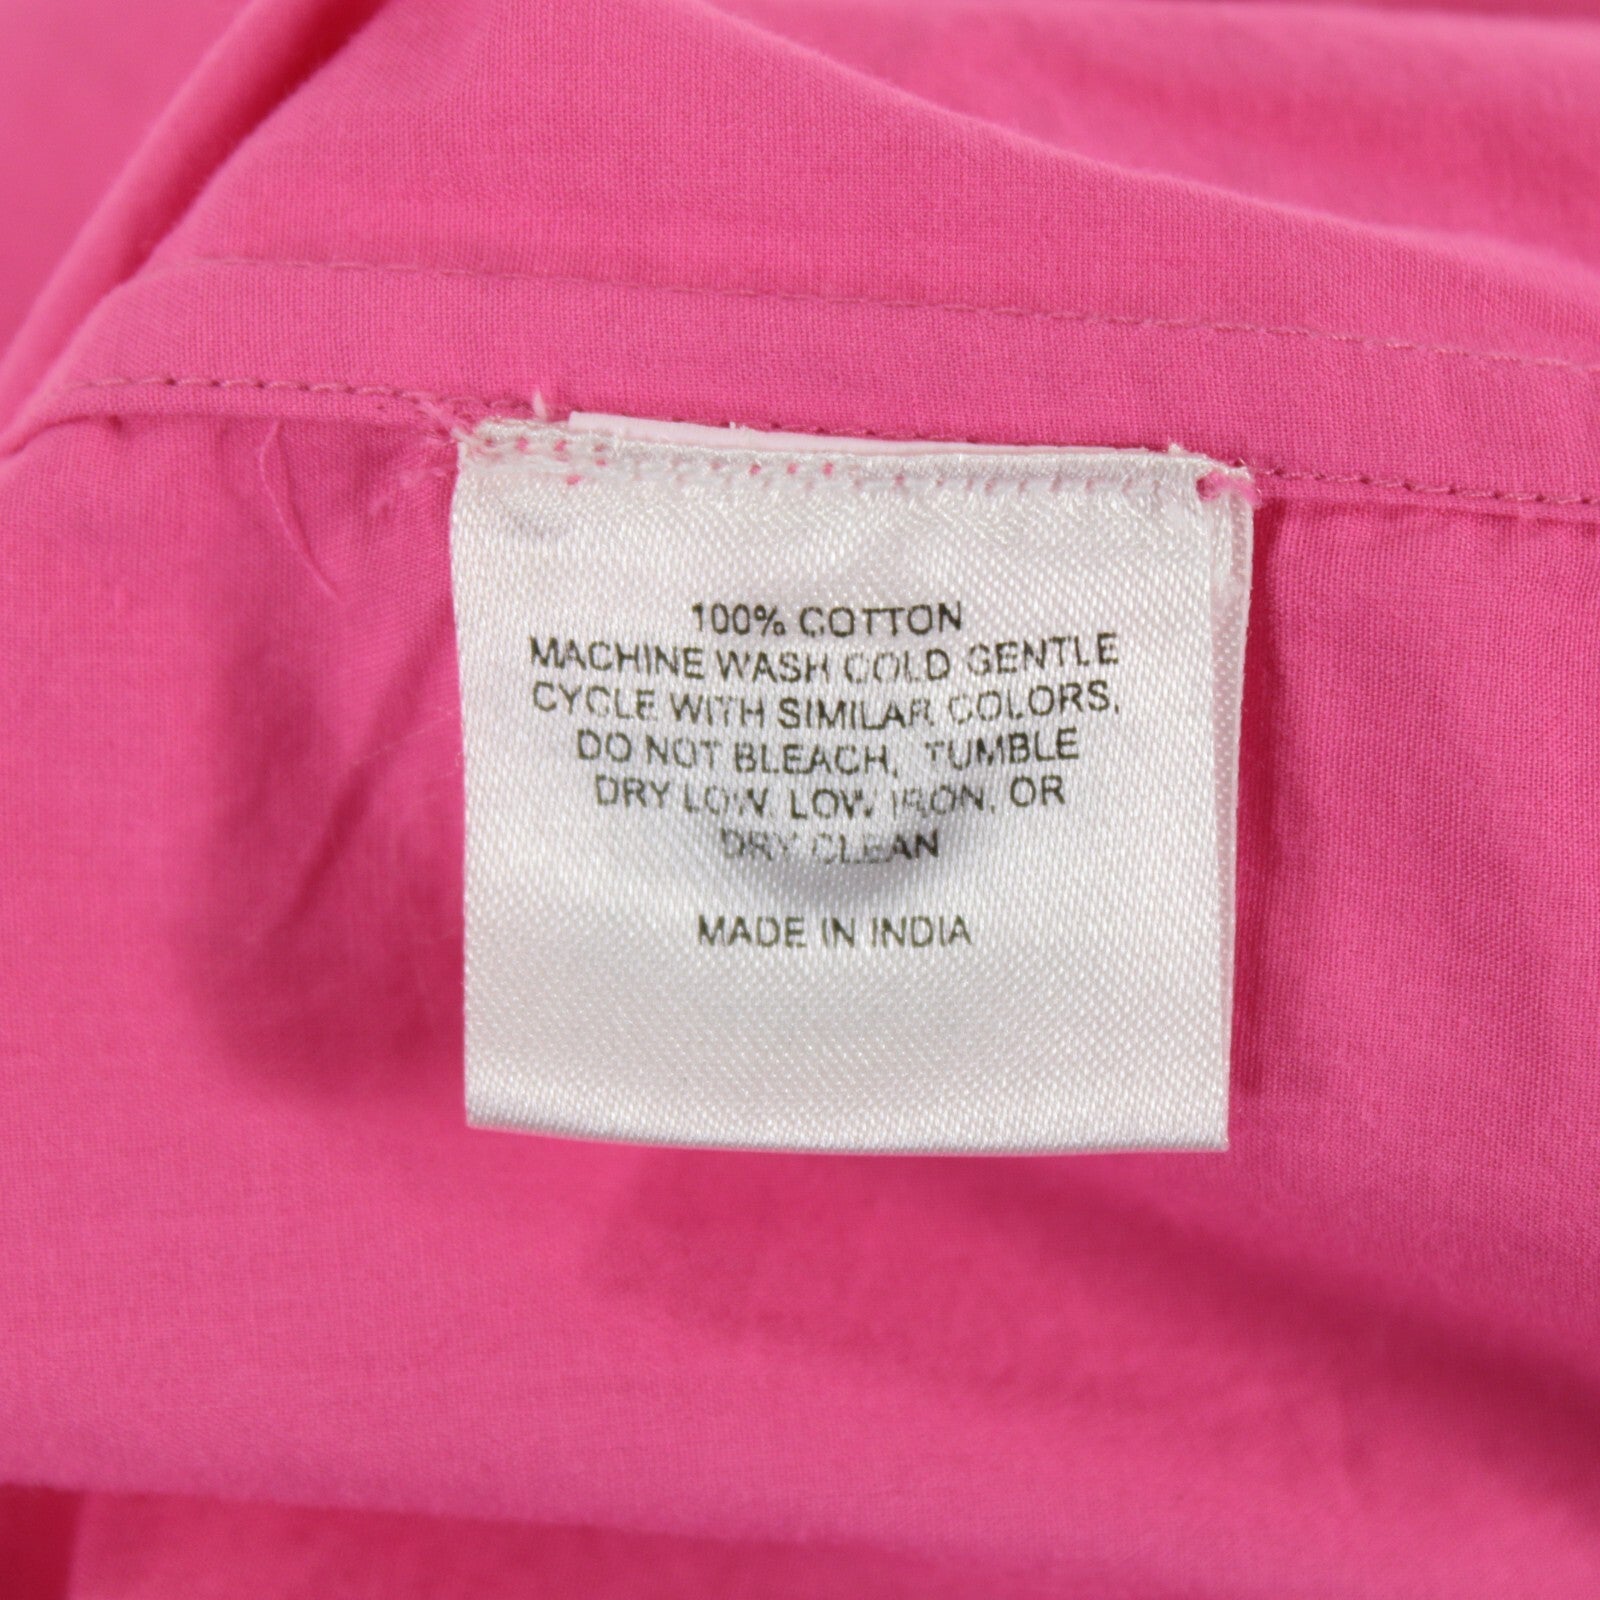 100% COTTON
MACHINE WASH COLD GENTLE
CYCLE WITH SIMILAR COLORS,
DO NOT BLEACH, TUMBLE
DRY LOW, LOW IRON, OR
DRY CLEAN
MADE IN INDIA